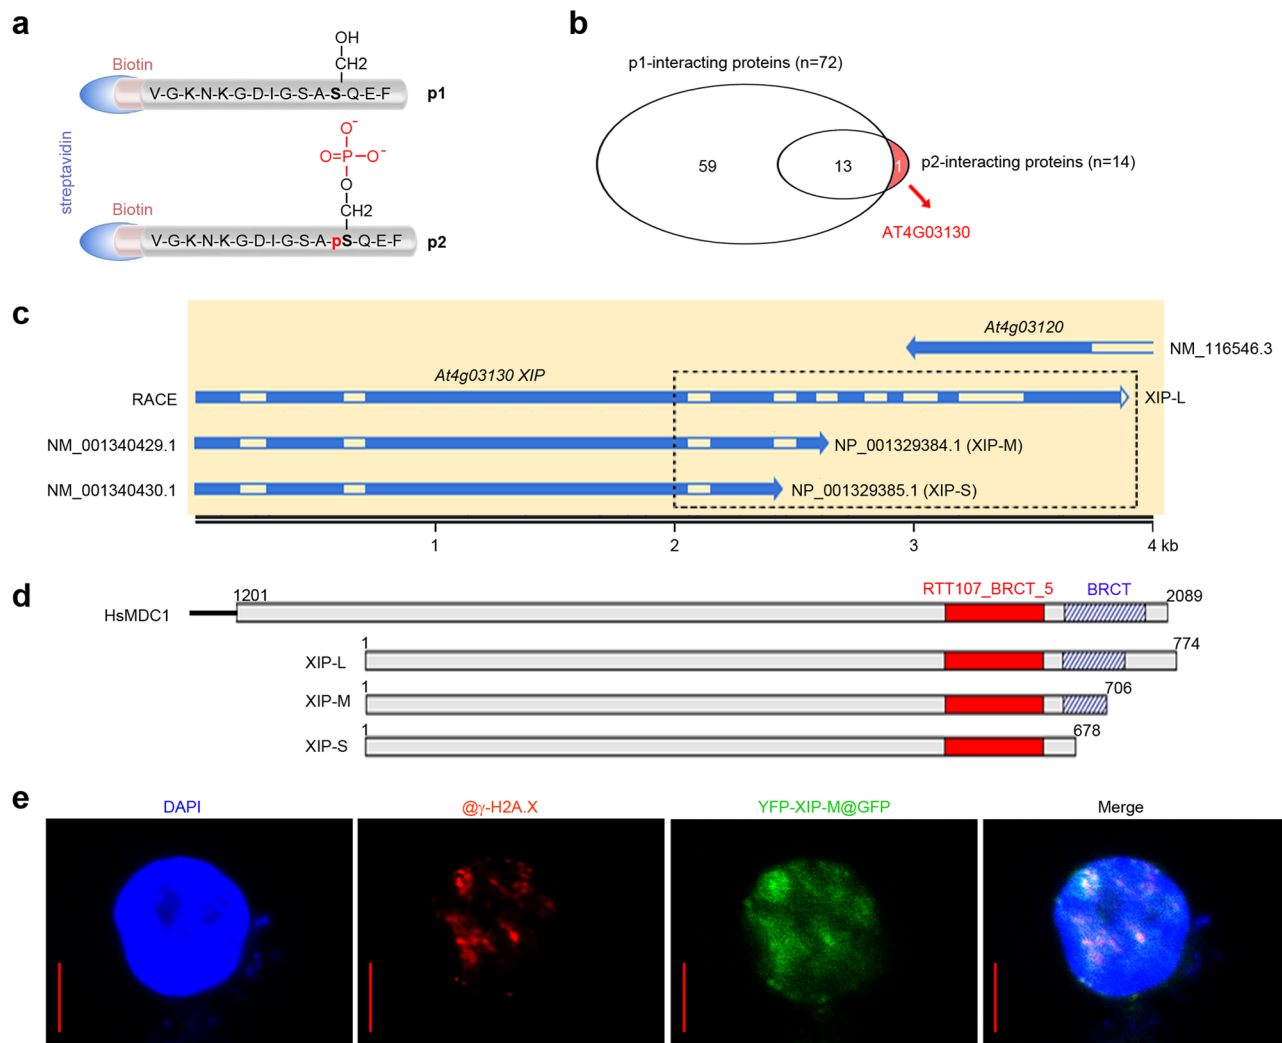 a
OH
CH2
Biotin
V-G-K-N-K-G-D-I-G-S-A-S-Q-E-F
p1
streptavidin
O-
O=P-O-
O
CH2
Biotin
V-G-K-N-K-G-D-I-G-S-A-pS-Q-E-F
p2
b
p1-interacting proteins (n=72)
59
13
1
p2-interacting proteins (n=14)
AT4G03130
c
At4g03120
NM_116546.3
At4g03130 XIP
RACE
XIP-L
NM_001340429.1
NP_001329384.1 (XIP-M)
NM_001340430.1
NP_001329385.1 (XIP-S)
1
2
3
4 kb
d
1201
RTT107_BRCT_5
BRCT
2089
HsMDC1
1
774
XIP-L
1
706
XIP-M
1
678
XIP-S
e
DAPI
@γ-H2A.X
YFP-XIP-M@GFP
Merge